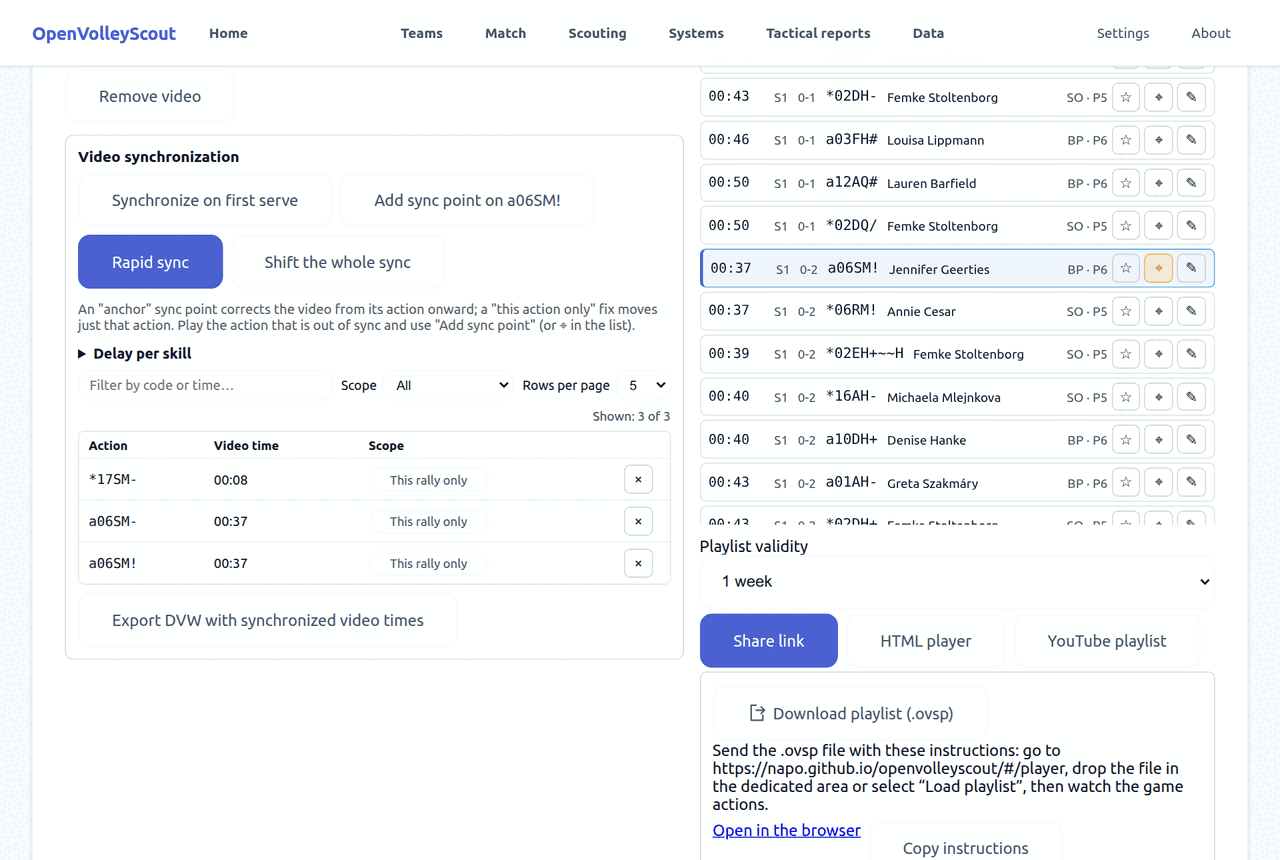 OpenVolleyScout Home Teams Match Scouting Systems Tactical reports Data Settings About
Remove video
Video synchronization
Synchronize on first serve Add sync point on a06SM!
Rapid sync Shift the whole sync
An "anchor" sync point corrects the video from its action onward; a "this action only" fix moves
just that action. Play the action that is out of sync and use "Add sync point" (or ⌖ in the list).
▶ Delay per skill
Filter by code or time… Scope All Rows per page 5
Shown: 3 of 3
Action Video time Scope
*17SM- 00:08 This rally only ×
a06SM- 00:37 This rally only ×
a06SM! 00:37 This rally only ×
Export DVW with synchronized video times
00:43 S1 0-1 *02DH- Femke Stoltenborg SO · P5 ☆ ⌖ ✎
00:46 S1 0-1 a03FH# Louisa Lippmann BP · P6 ☆ ⌖ ✎
00:50 S1 0-1 a12AQ# Lauren Barfield BP · P6 ☆ ⌖ ✎
00:50 S1 0-1 *02DQ/ Femke Stoltenborg SO · P5 ☆ ⌖ ✎
00:37 S1 0-2 a06SM! Jennifer Geerties BP · P6 ☆ ⌖ ✎
00:37 S1 0-2 *06RM! Annie Cesar SO · P5 ☆ ⌖ ✎
00:39 S1 0-2 *02EH+~~H Femke Stoltenborg SO · P5 ☆ ⌖ ✎
00:40 S1 0-2 *16AH- Michaela Mlejnkova SO · P5 ☆ ⌖ ✎
00:40 S1 0-2 a10DH+ Denise Hanke BP · P6 ☆ ⌖ ✎
00:43 S1 0-2 a01AH- Greta Szakmáry BP · P6 ☆ ⌖ ✎
00:43 S1 0-2 *02DH+ Femke Stoltenborg SO · P5
Playlist validity
1 week
Share link HTML player YouTube playlist
Download playlist (.ovsp)
Send the .ovsp file with these instructions: go to
https://napo.github.io/openvolleyscout/#/player, drop the file in
the dedicated area or select “Load playlist”, then watch the game
actions.
Open in the browser Copy instructions